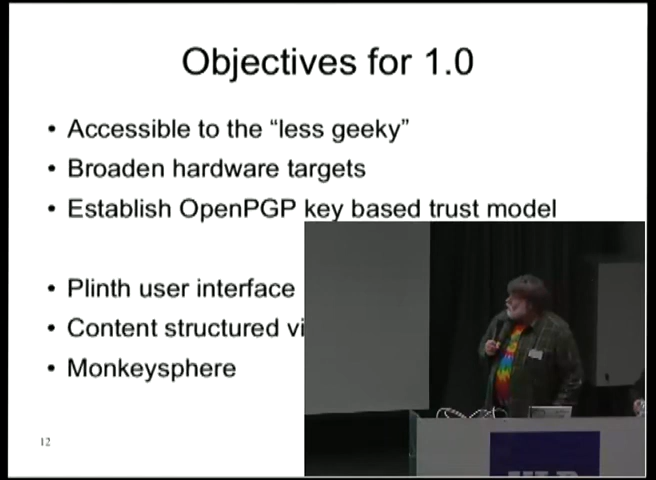 Objectives for 1.0
• Accessible to the “less geeky”
• Broaden hardware targets
• Establish OpenPGP key based trust model
• Plinth user interface
• Content structured vi
• Monkeysphere
12